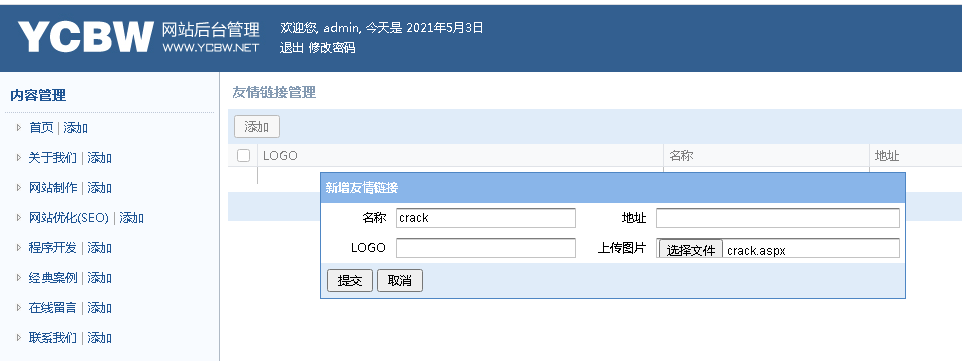 YCBW 网站后台管理
WWW.YCBW.NET
欢迎您, admin, 今天是 2021年5月3日
退出 修改密码
内容管理
首页 | 添加
关于我们 | 添加
网站制作 | 添加
网站优化(SEO) | 添加
程序开发 | 添加
经典案例 | 添加
在线留言 | 添加
联系我们 | 添加
友情链接管理
添加
LOGO 名称 地址
新增友情链接
名称 crack 地址
LOGO 上传图片 选择文件 crack.aspx
提交 取消